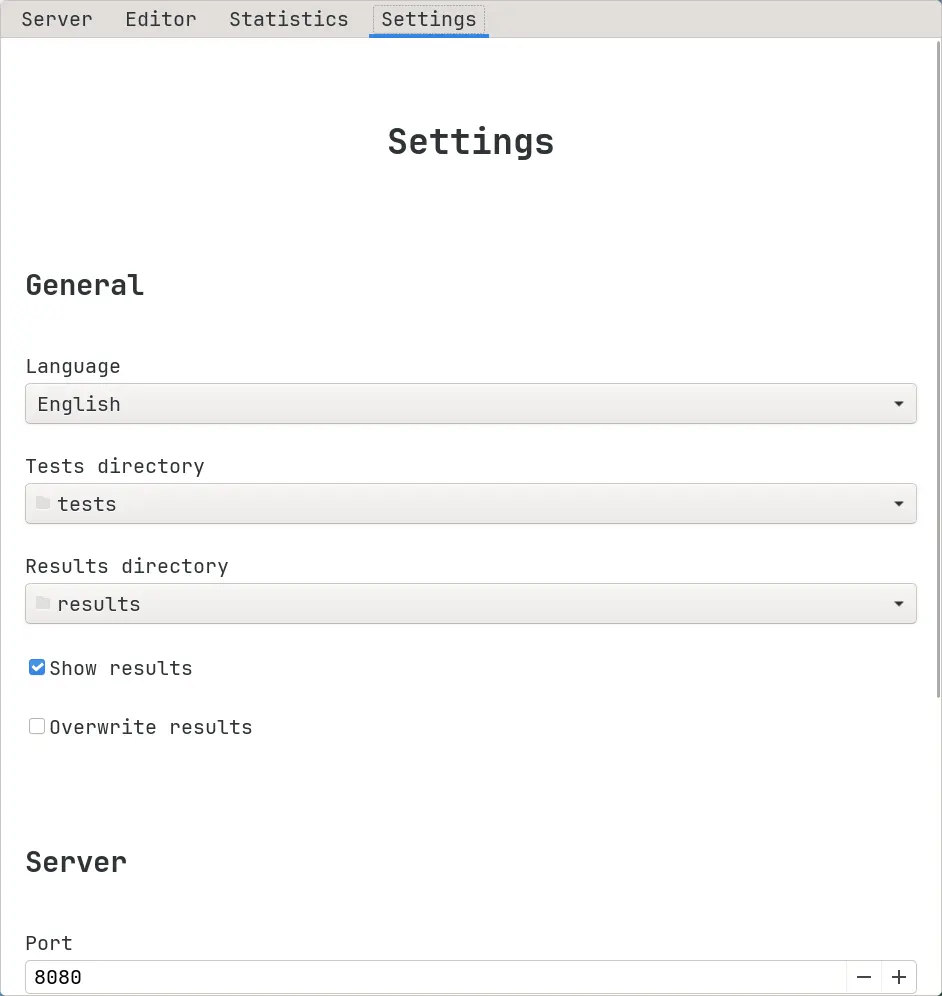 Server Editor Statistics Settings
Settings
General
Language
English
Tests directory
tests
Results directory
results
Show results
Overwrite results
Server
Port
8080